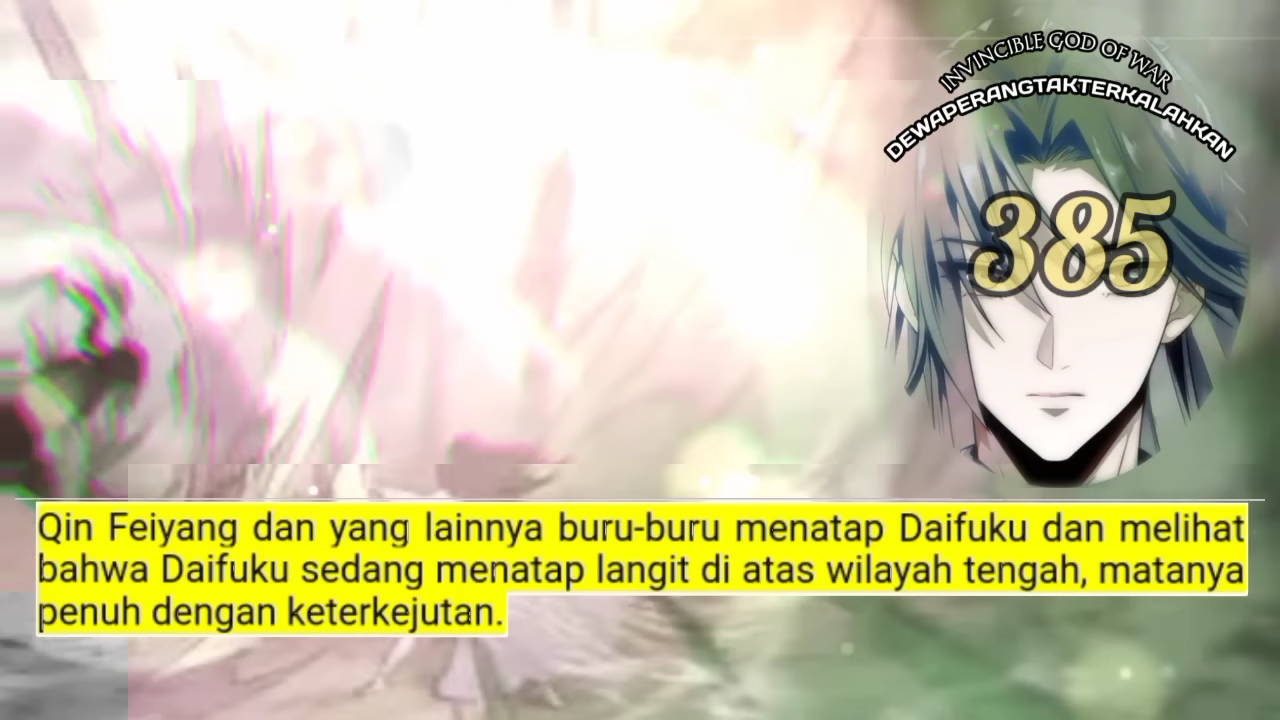 INVINCIBLE GOD OF WAR
DEWAPERANGTAKTERKALAHKAN
385
Qin Feiyang dan yang lainnya buru-buru menatap Daifuku dan melihat
bahwa Daifuku sedang menatap langit di atas wilayah tengah, matanya
penuh dengan keterkejutan.